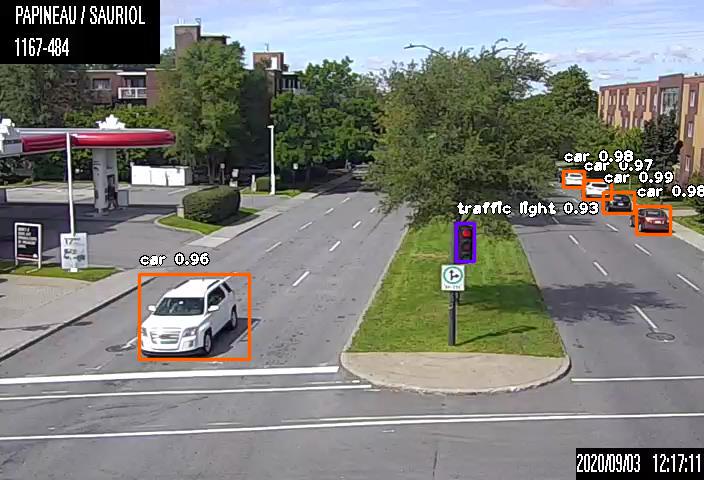 PAPINEAU / SAURIOL
1167-484
car 0.98
car 0.97
car 0.99
car 0.98
traffic light 0.93
car 0.96
2020/09/03 12:17:11